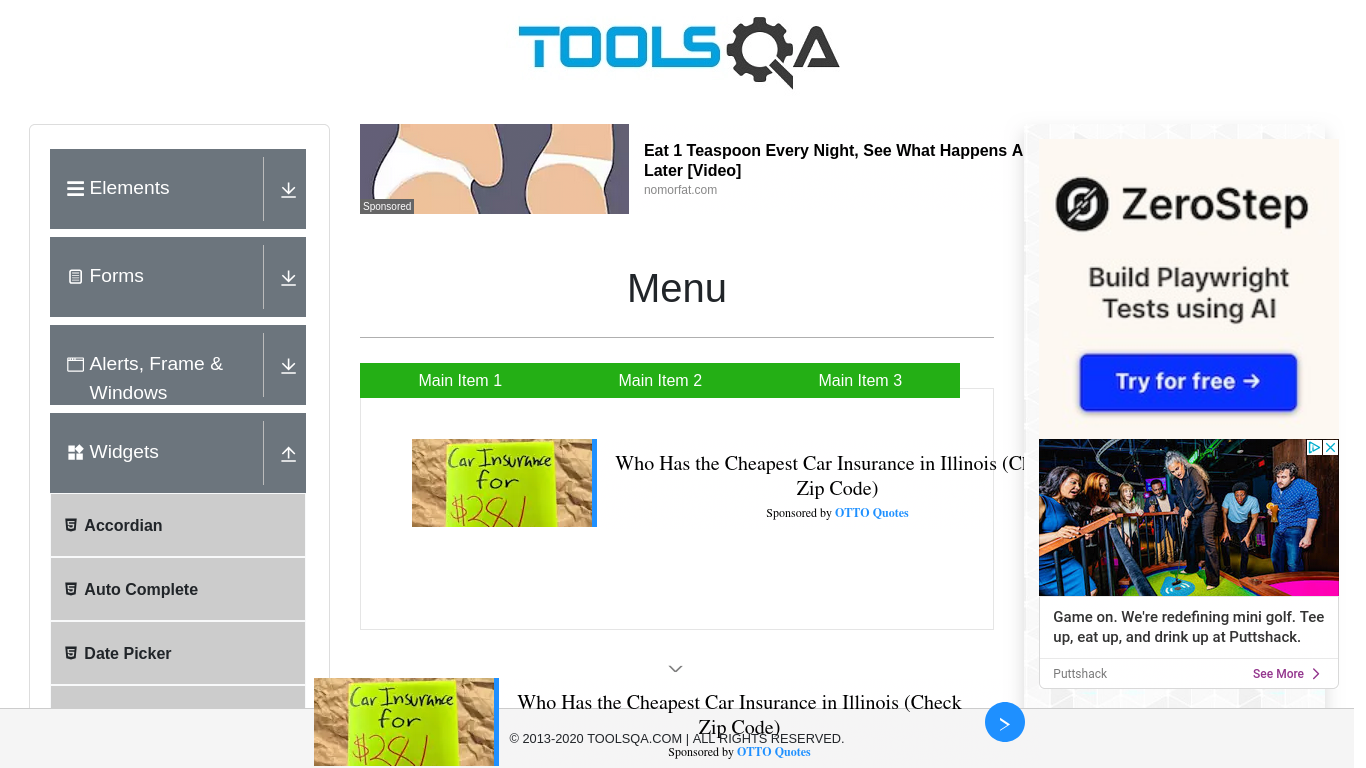 TOOLSQA
Elements
Forms
Alerts, Frame &
Windows
Widgets
Accordian
Auto Complete
Date Picker
Sponsored
Eat 1 Teaspoon Every Night, See What Happens A
Later [Video]
nomorfat.com
Menu
Main Item 1
Main Item 2
Main Item 3
Car Insurance
for
$381
Who Has the Cheapest Car Insurance in Illinois (Ch
Zip Code)
Sponsored by OTTO Quotes
ZeroStep
Build Playwright
Tests using AI
Try for free →
Game on. We're redefining mini golf. Tee
up, eat up, and drink up at Puttshack.
Puttshack
See More
Car Insurance
for
$381
Who Has the Cheapest Car Insurance in Illinois (Check
Zip Code)
Sponsored by OTTO Quotes
© 2013-2020 TOOLSQA.COM | ALL RIGHTS RESERVED.